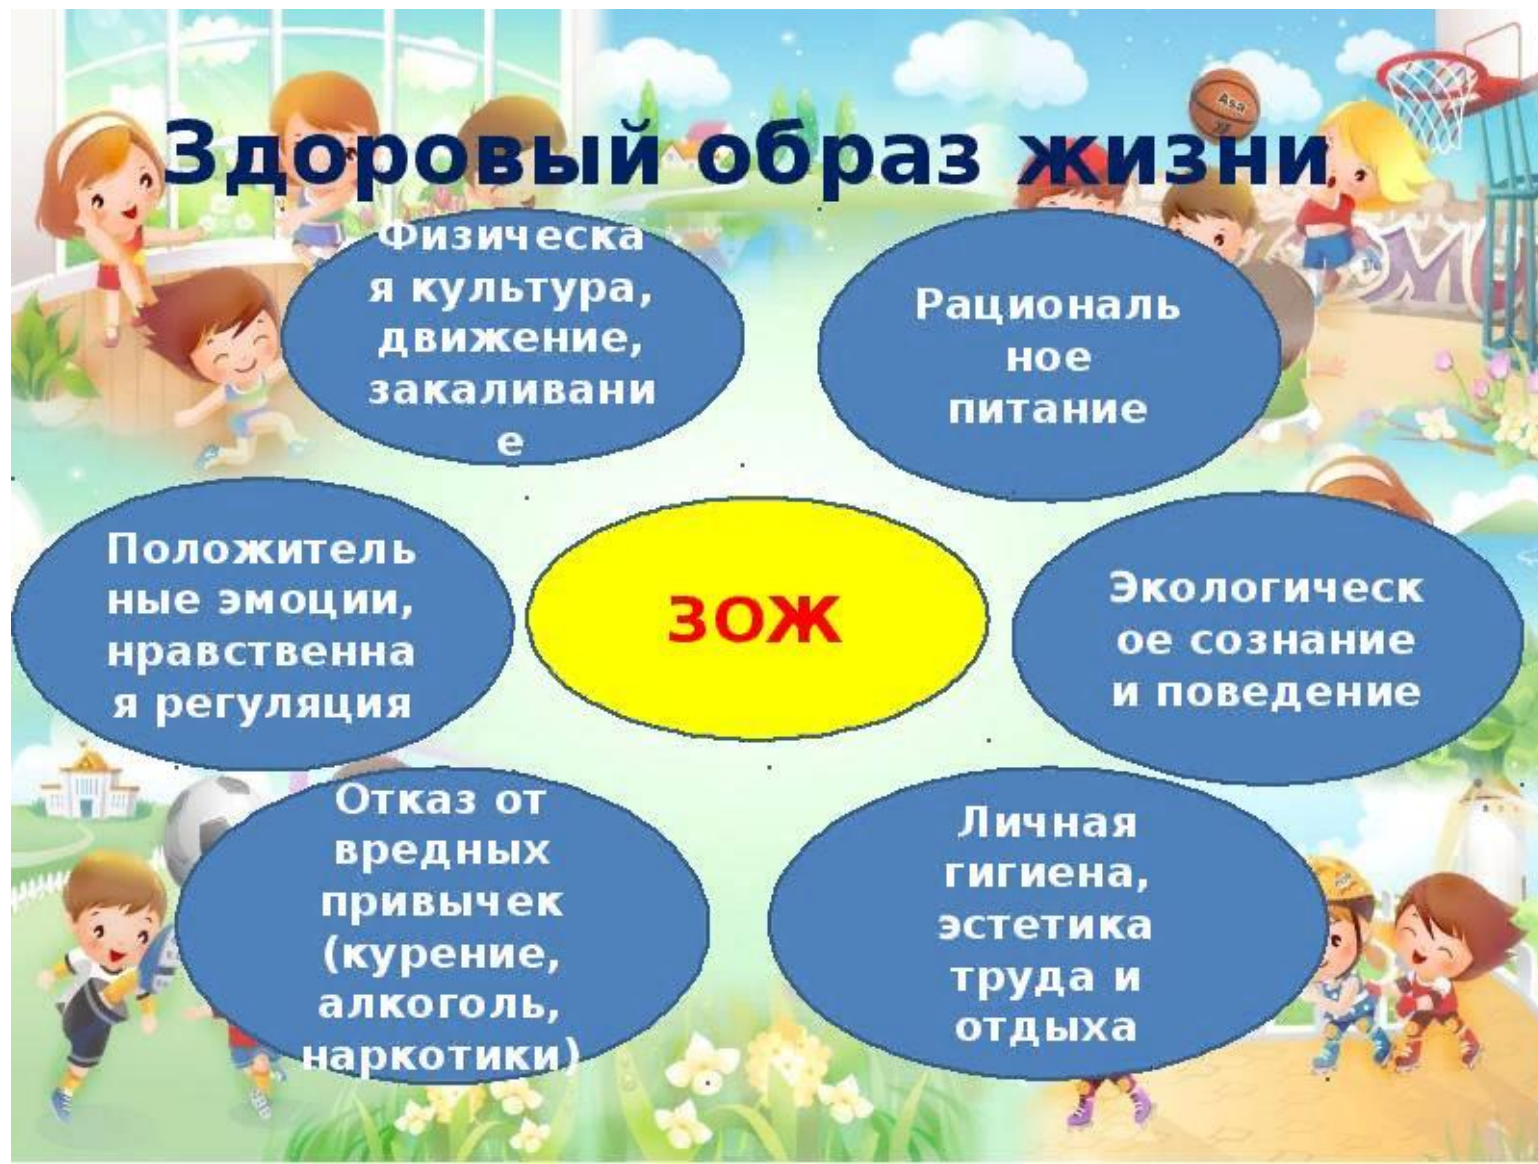 Здоровый образ жизни
Физическа
я культура,
движение,
закаливани
е
Рациональ
ное
питание
Положитель
ные эмоции,
нравственна
я регуляция
ЗОЖ
Экологическ
ое сознание
и поведение
Отказ от
вредных
привычек
(курение,
алкоголь,
наркотики)
Личная
гигиена,
эстетика
труда и
отдыха
Asa